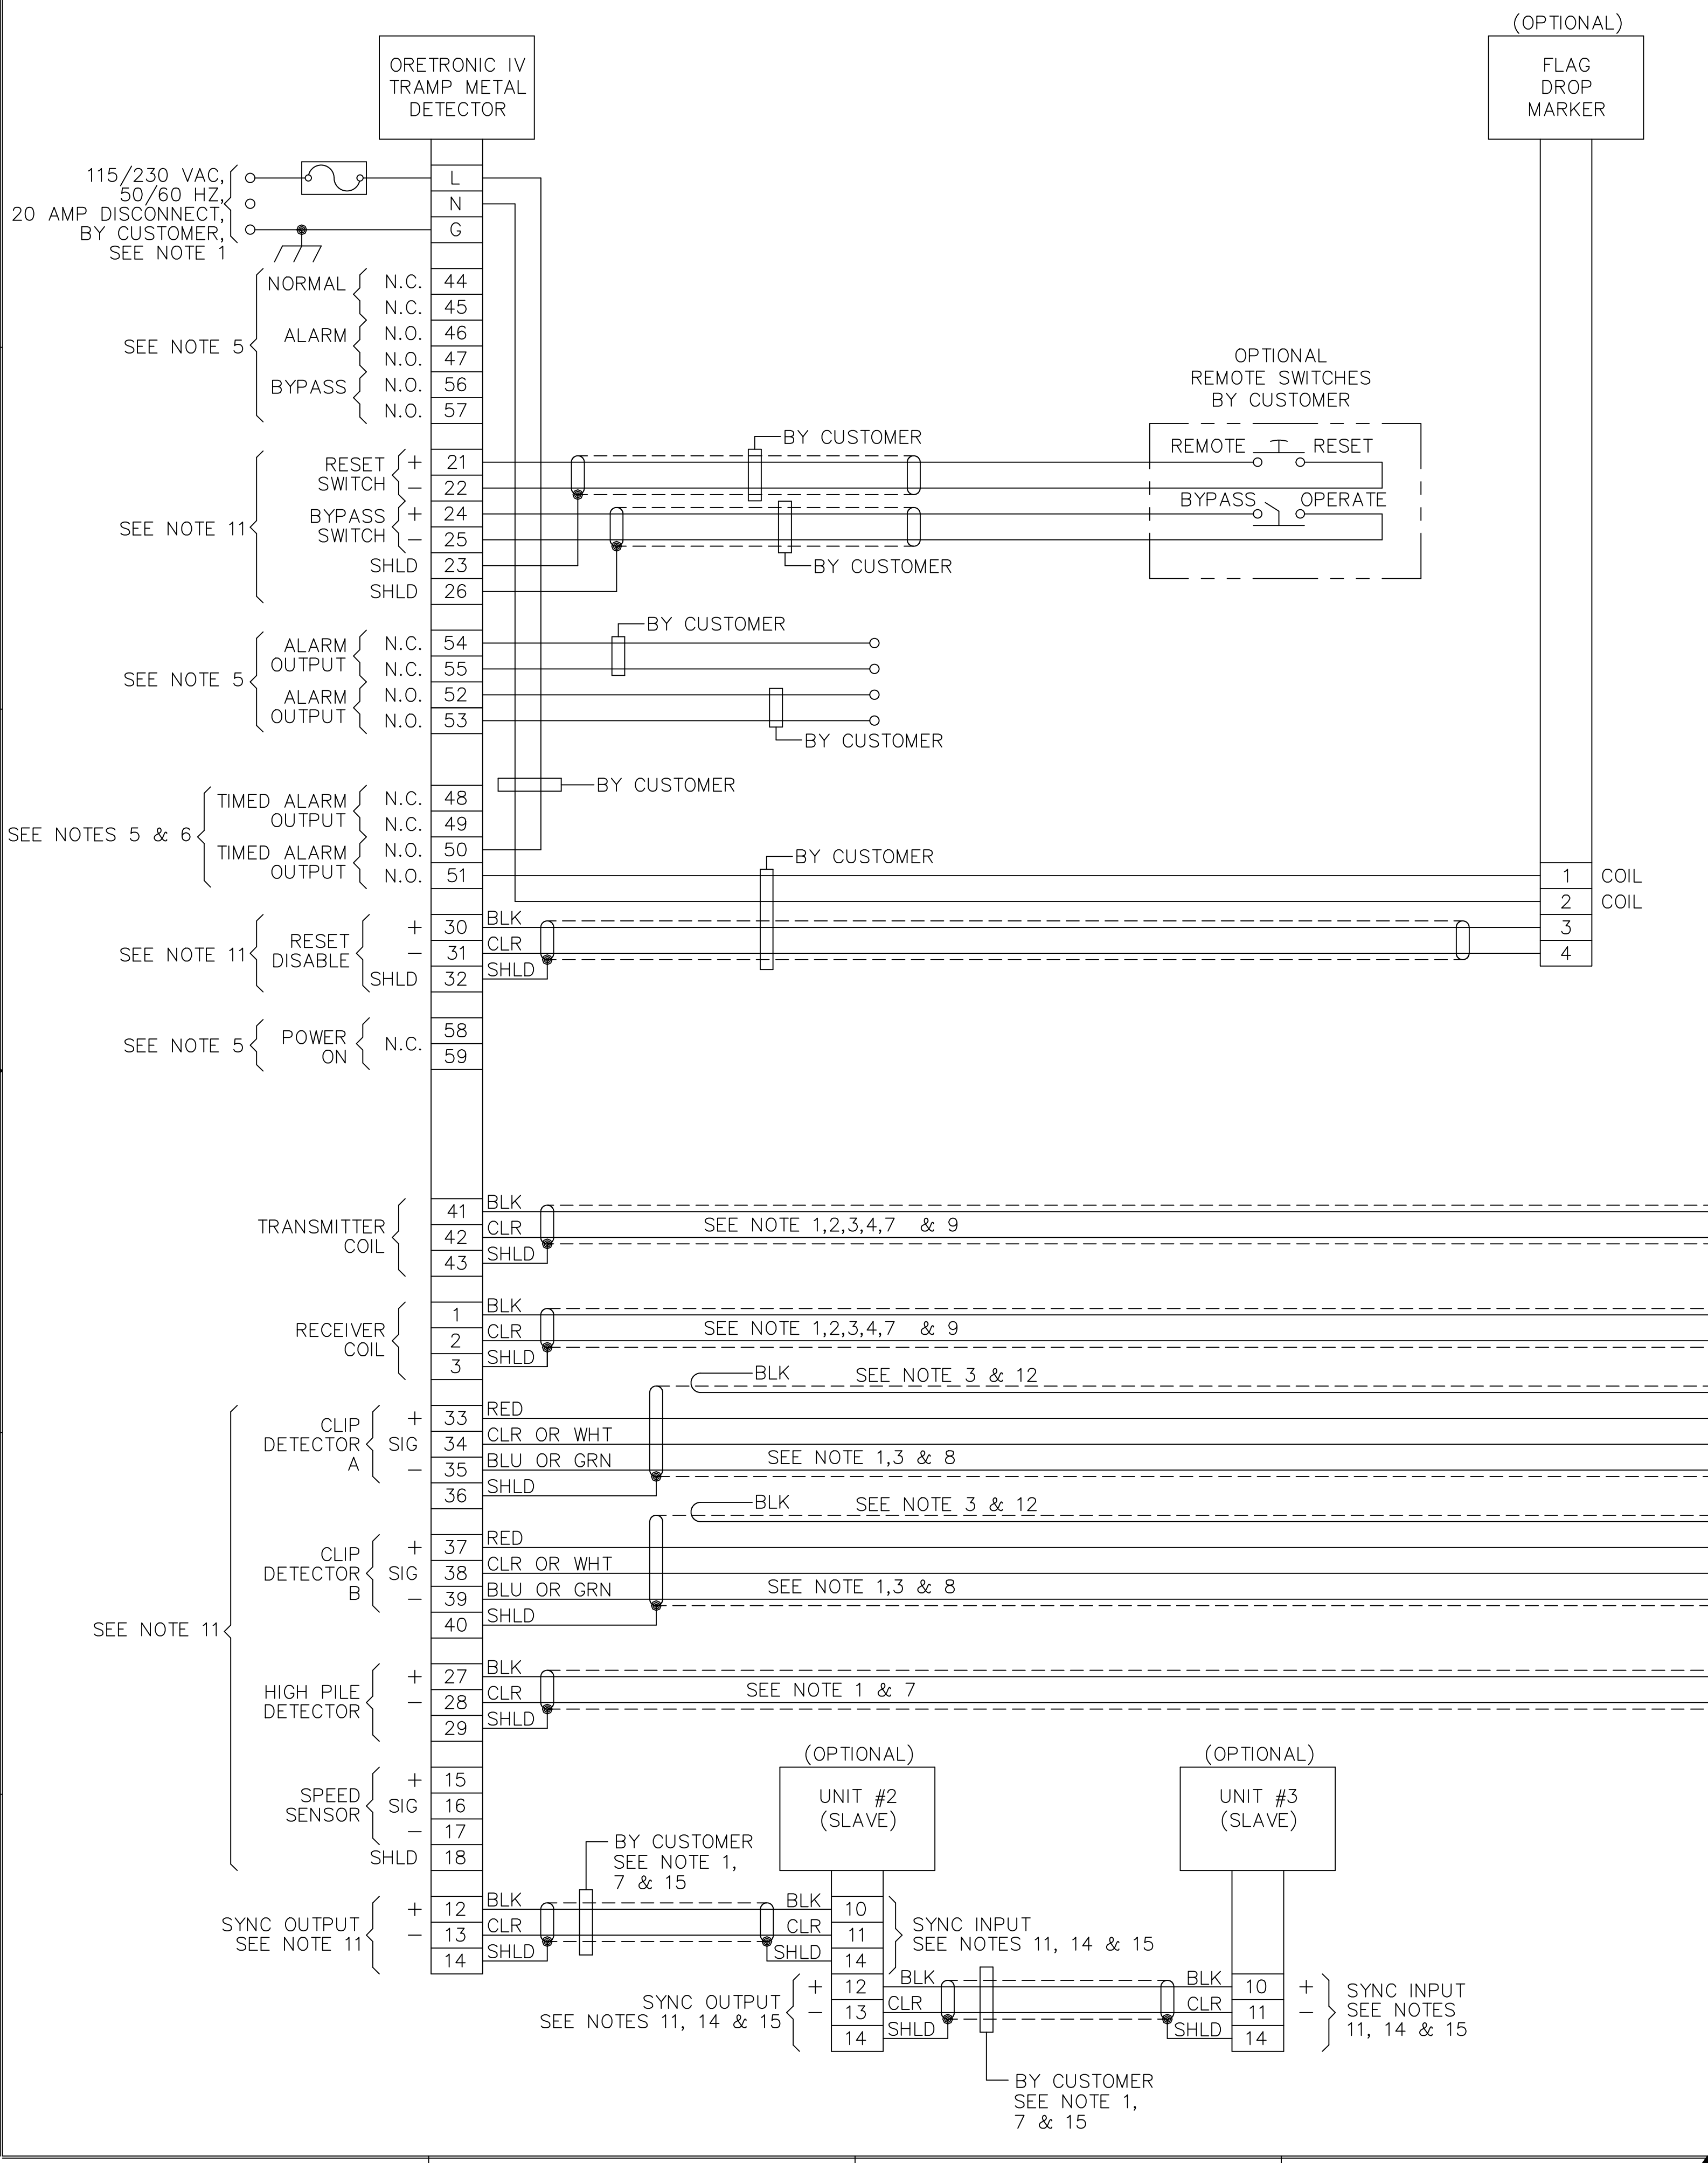 (OPTIONAL)
ORETRONIC IV
TRAMP METAL
DETECTOR
FLAG
DROP
MARKER
115/230 VAC,
50/60 HZ,
20 AMP DISCONNECT,
BY CUSTOMER,
SEE NOTE 1
L
N
G
SEE NOTE 5
NORMAL
N.C. 44
N.C. 45
ALARM
N.O. 46
N.O. 47
BYPASS
N.O. 56
N.O. 57
OPTIONAL
REMOTE SWITCHES
BY CUSTOMER
REMOTE RESET
BYPASS OPERATE
BY CUSTOMER
SEE NOTE 11
RESET
SWITCH
+ 21
− 22
BYPASS
SWITCH
+ 24
− 25
SHLD 23
SHLD 26
BY CUSTOMER
BY CUSTOMER
SEE NOTE 5
ALARM
OUTPUT
N.C. 54
N.C. 55
ALARM
OUTPUT
N.O. 52
N.O. 53
BY CUSTOMER
BY CUSTOMER
SEE NOTES 5 & 6
TIMED ALARM
OUTPUT
N.C. 48
N.C. 49
TIMED ALARM
OUTPUT
N.O. 50
N.O. 51
BY CUSTOMER
1 COIL
2 COIL
3
4
SEE NOTE 11
RESET
DISABLE
+ 30 BLK
− 31 CLR
SHLD 32 SHLD
SEE NOTE 5
POWER
ON
N.C.
58
59
TRANSMITTER
COIL
41 BLK
42 CLR
43 SHLD
SEE NOTE 1,2,3,4,7 & 9
RECEIVER
COIL
1 BLK
2 CLR
3 SHLD
SEE NOTE 1,2,3,4,7 & 9
BLK SEE NOTE 3 & 12
SEE NOTE 11
CLIP
DETECTOR
A
+ 33 RED
SIG 34 CLR OR WHT
− 35 BLU OR GRN
36 SHLD
SEE NOTE 1,3 & 8
BLK SEE NOTE 3 & 12
CLIP
DETECTOR
B
+ 37 RED
SIG 38 CLR OR WHT
− 39 BLU OR GRN
40 SHLD
SEE NOTE 1,3 & 8
HIGH PILE
DETECTOR
+ 27 BLK
− 28 CLR
29 SHLD
SEE NOTE 1 & 7
SPEED
SENSOR
+ 15
SIG 16
− 17
SHLD 18
(OPTIONAL)
UNIT #2
(SLAVE)
(OPTIONAL)
UNIT #3
(SLAVE)
BY CUSTOMER
SEE NOTE 1,
7 & 15
SYNC OUTPUT
SEE NOTE 11
+ 12 BLK
− 13 CLR
14 SHLD
BLK 10
CLR 11
SHLD 14
SYNC INPUT
SEE NOTES 11, 14 & 15
SYNC OUTPUT
SEE NOTES 11, 14 & 15
+ 12 BLK
− 13 CLR
14 SHLD
BLK 10 +
CLR 11 −
SHLD 14
SYNC INPUT
SEE NOTES
11, 14 & 15
BY CUSTOMER
SEE NOTE 1,
7 & 15